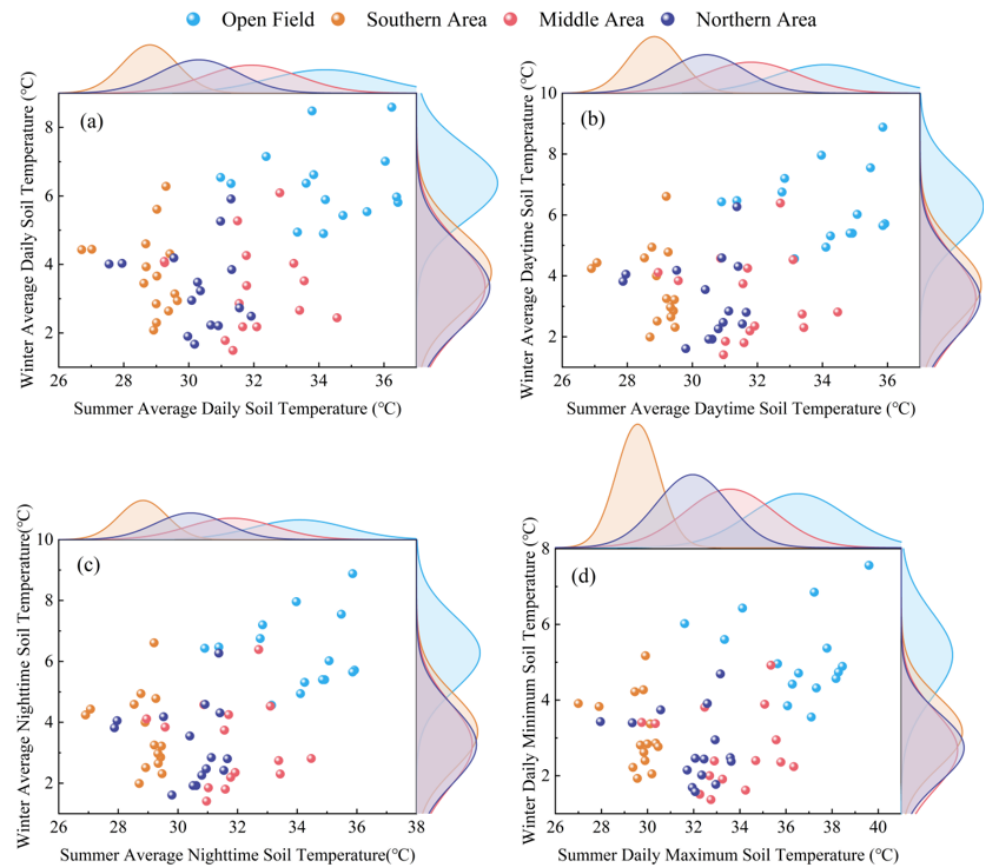 Open Field Southern Area Middle Area Northern Area
(a)
Winter Average Daily Soil Temperature (℃)
8
6
4
2
26 28 30 32 34 36
Summer Average Daily Soil Temperature (℃)
(b)
Winter Average Daytime Soil Temperature (℃)
10
8
6
4
2
26 28 30 32 34 36
Summer Average Daytime Soil Temperature (℃)
(c)
Winter Average Nighttime Soil Temperature(℃)
10
8
6
4
2
26 28 30 32 34 36 38
Summer Average Nighttime Soil Temperature(℃)
(d)
Winter Daily Minimum Soil Temperature (℃)
8
6
4
2
26 28 30 32 34 36 38 40
Summer Daily Maximum Soil Temperature (℃)